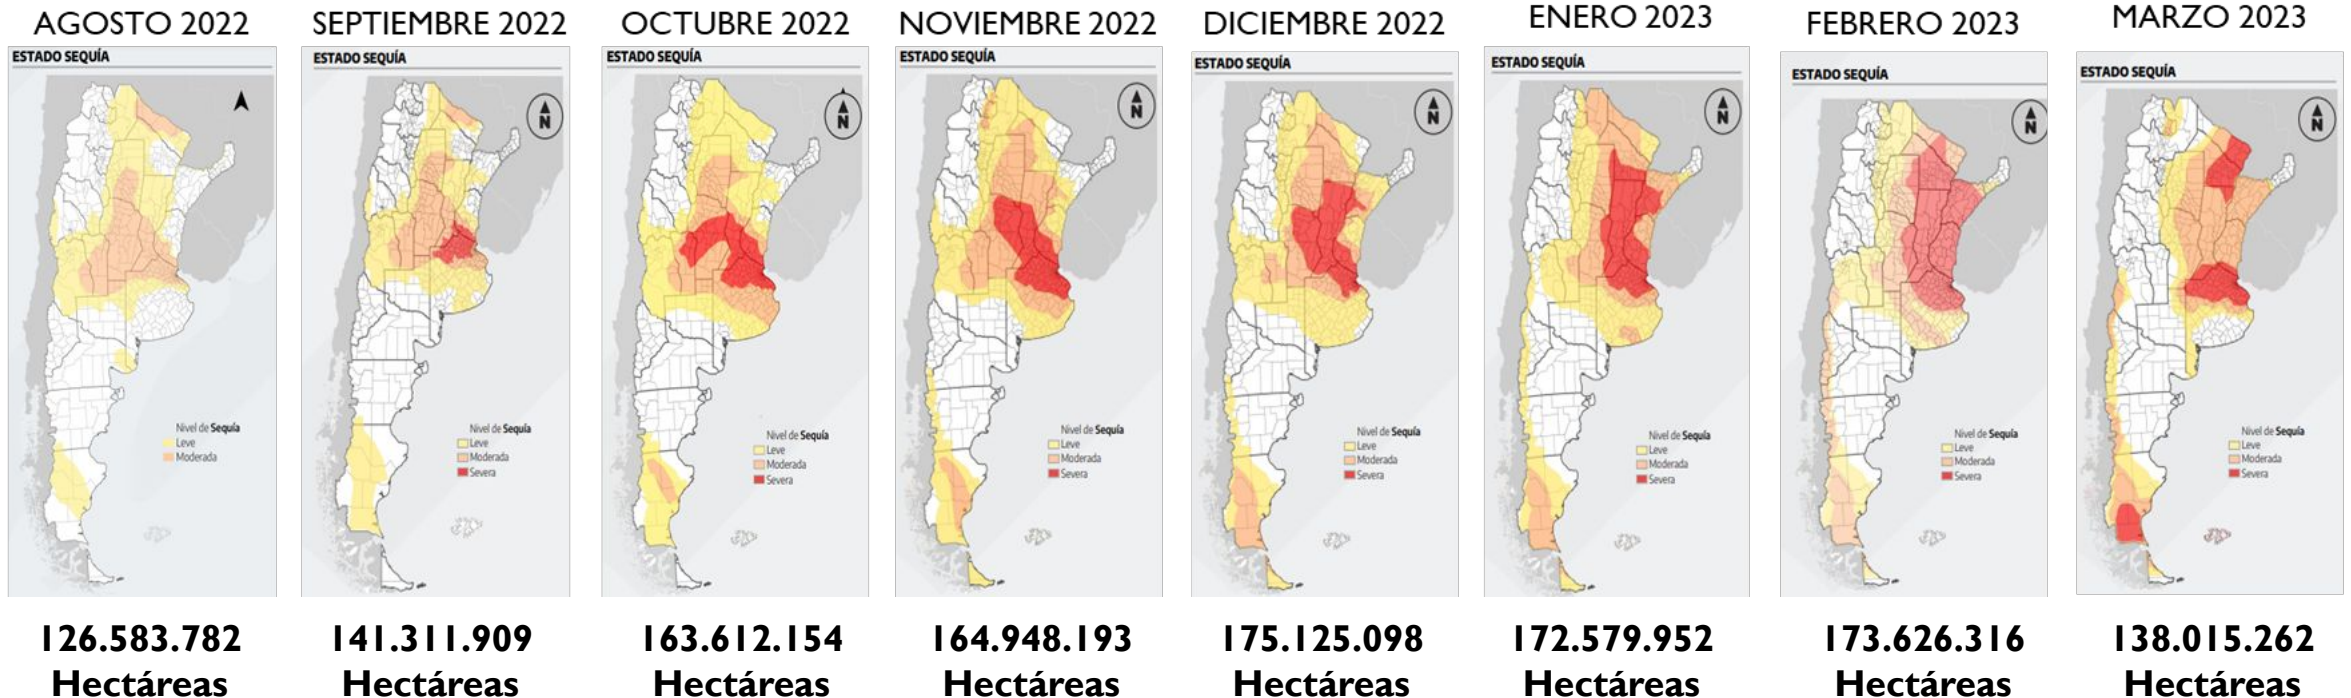 AGOSTO 2022
ESTADO SEQUÍA
Nivel de Sequía
Leve
Moderada
126.583.782
Hectáreas
SEPTIEMBRE 2022
ESTADO SEQUÍA
N
Nivel de Sequía
Leve
Moderada
Severa
141.311.909
Hectáreas
OCTUBRE 2022
ESTADO SEQUÍA
N
Nivel de Sequía
Leve
Moderada
Severa
163.612.154
Hectáreas
NOVIEMBRE 2022
ESTADO SEQUÍA
N
Nivel de Sequía
Leve
Moderada
Severa
164.948.193
Hectáreas
DICIEMBRE 2022
ESTADO SEQUÍA
N
Nivel de Sequía
Leve
Moderada
Severa
175.125.098
Hectáreas
ENERO 2023
ESTADO SEQUÍA
N
Nivel de Sequía
Leve
Moderada
Severa
172.579.952
Hectáreas
FEBRERO 2023
ESTADO SEQUÍA
N
Nivel de Sequía
Leve
Moderada
Severa
173.626.316
Hectáreas
MARZO 2023
ESTADO SEQUÍA
N
Nivel de Sequía
Leve
Moderada
Severa
138.015.262
Hectáreas